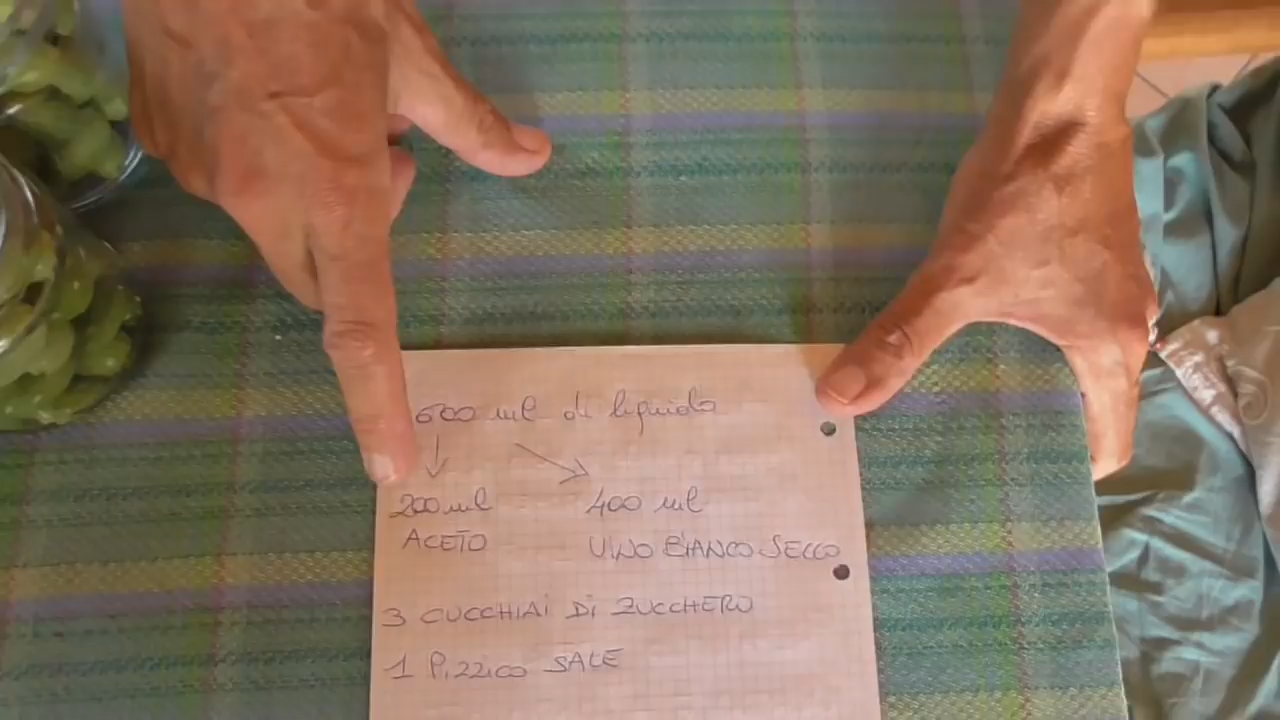 600 ml di liquido
200 ml 400 ml
ACETO VINO BIANCO SECCO
3 CUCCHIAI DI ZUCCHERO
1 PIZZICO SALE